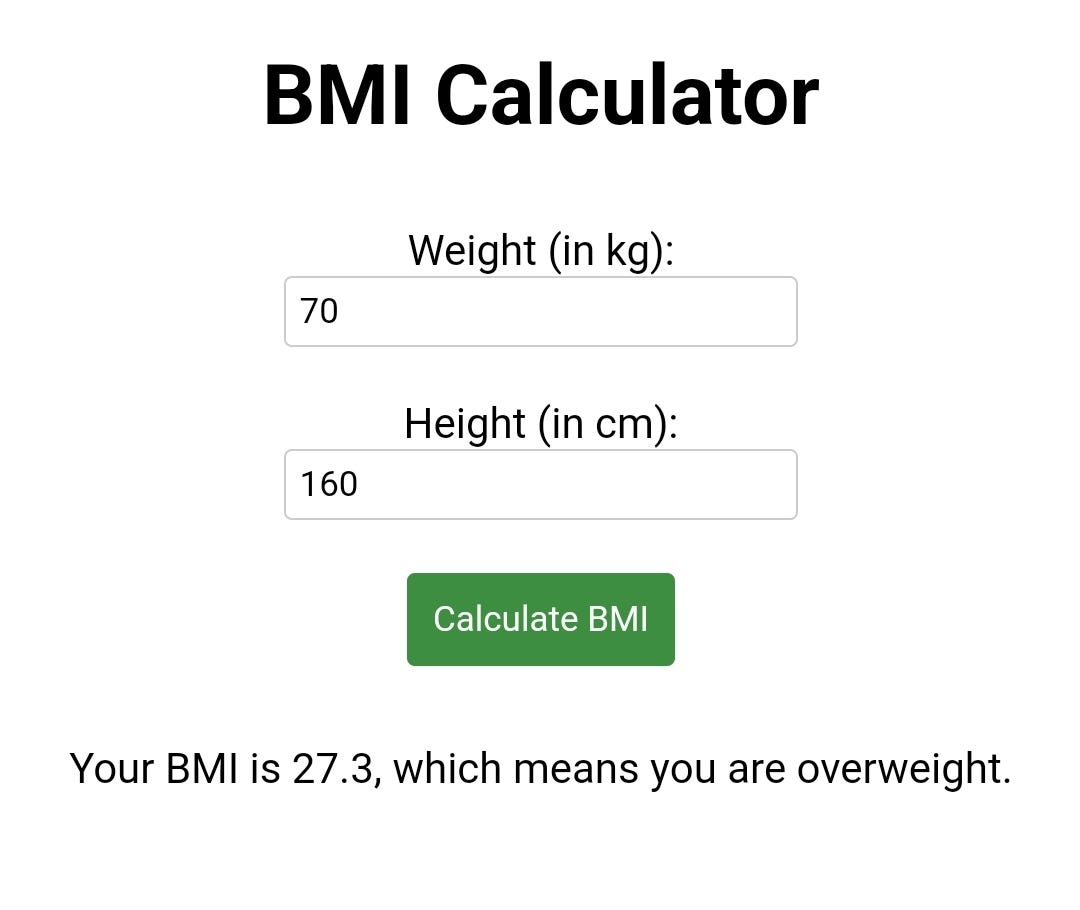 BMI Calculator
Weight (in kg):
70
Height (in cm):
160
Calculate BMI
Your BMI is 27.3, which means you are overweight.